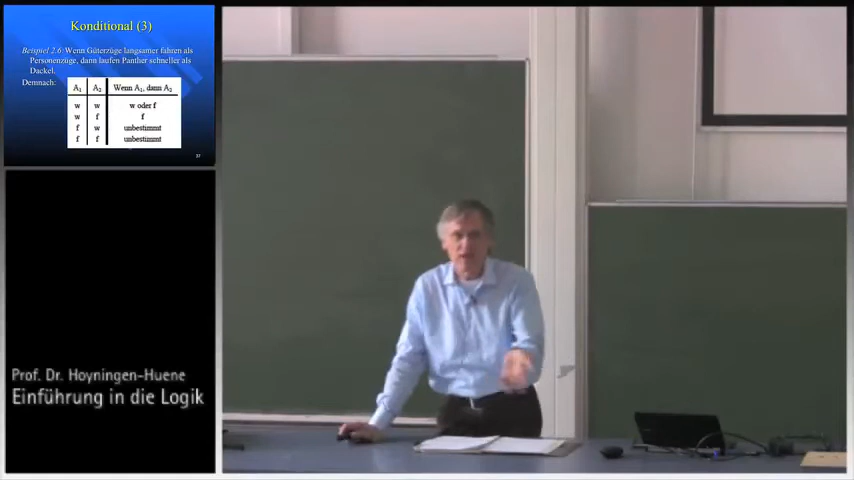 Konditional (3)
Beispiel 2.6: Wenn Güterzüge langsamer fahren als
Personenzüge, dann laufen Panther schneller als
Dackel.
Demnach:
A₁ A₂ Wenn A₁, dann A₂
w w w oder f
w f f
f w unbestimmt
f f unbestimmt
37
Prof. Dr. Hoyningen-Huene
Einführung in die Logik